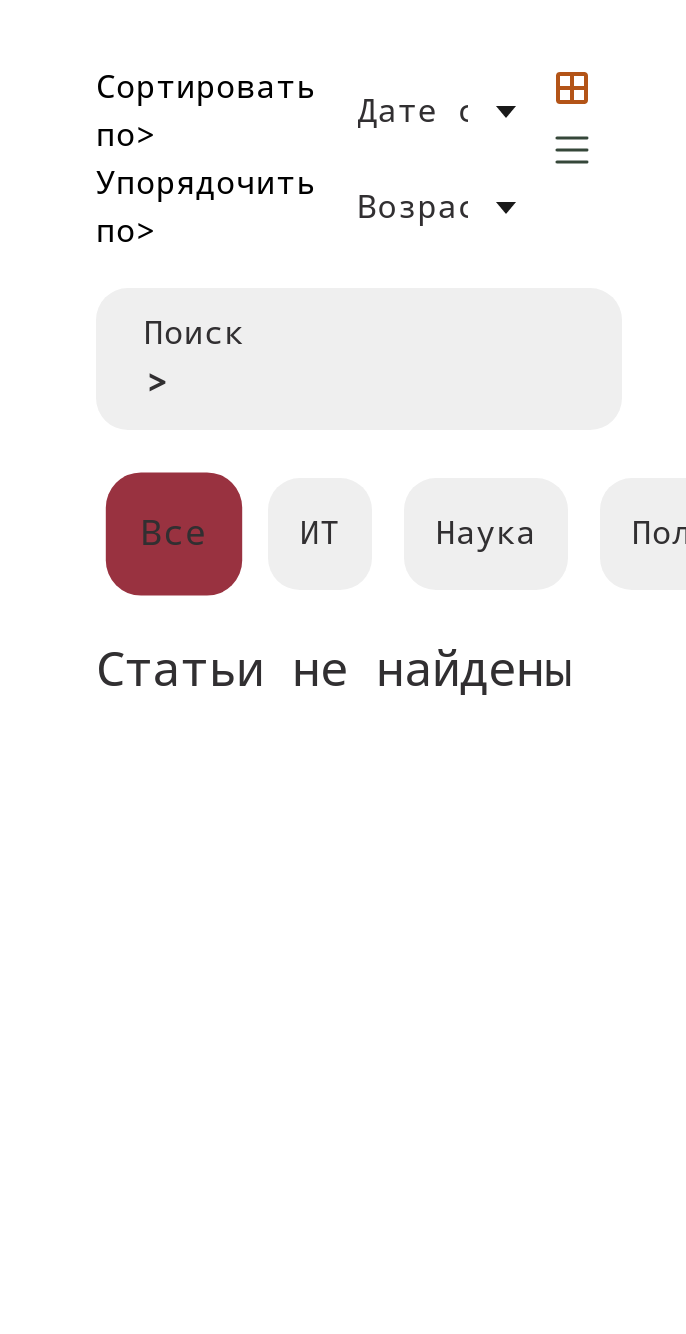 Сортировать
по>
Дате с
Упорядочить
по>
Возрас
Поиск
>
Все
ИТ
Наука
Пол
Статьи не найдены